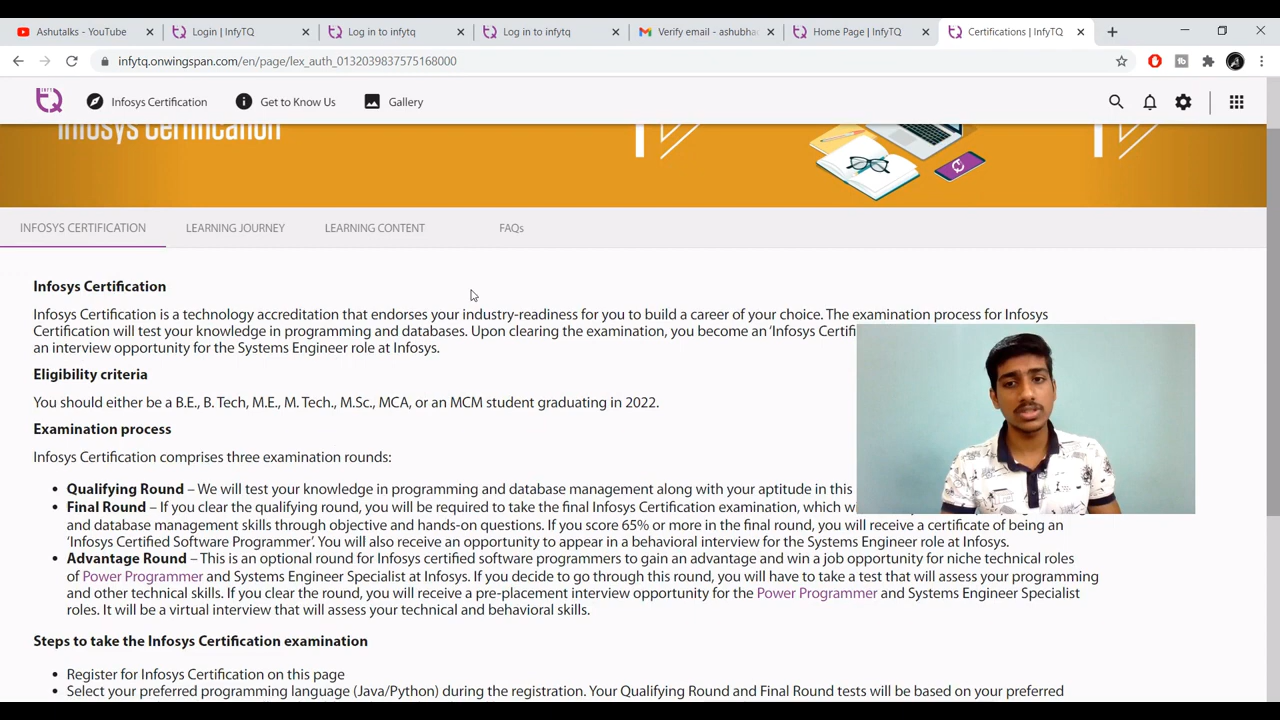 Ashutalks - YouTube
Login | InfyTQ
Log in to infytq
Log in to infytq
Verify email - ashubha
Home Page | InfyTQ
Certifications | InfyTQ
infytq.onwingspan.com/en/page/lex_auth_0132039837575168000
Infosys Certification
Get to Know Us
Gallery
Infosys Certification
INFOSYS CERTIFICATION
LEARNING JOURNEY
LEARNING CONTENT
FAQs
Infosys Certification
Infosys Certification is a technology accreditation that endorses your industry-readiness for you to build a career of your choice. The examination process for Infosys
Certification will test your knowledge in programming and databases. Upon clearing the examination, you become an 'Infosys Certif
an interview opportunity for the Systems Engineer role at Infosys.
Eligibility criteria
You should either be a B.E., B. Tech, M.E., M. Tech., M.Sc., MCA, or an MCM student graduating in 2022.
Examination process
Infosys Certification comprises three examination rounds:
• Qualifying Round – We will test your knowledge in programming and database management along with your aptitude in this
• Final Round – If you clear the qualifying round, you will be required to take the final Infosys Certification examination, which w
and database management skills through objective and hands-on questions. If you score 65% or more in the final round, you will receive a certificate of being an
'Infosys Certified Software Programmer'. You will also receive an opportunity to appear in a behavioral interview for the Systems Engineer role at Infosys.
• Advantage Round – This is an optional round for Infosys certified software programmers to gain an advantage and win a job opportunity for niche technical roles
of Power Programmer and Systems Engineer Specialist at Infosys. If you decide to go through this round, you will have to take a test that will assess your programming
and other technical skills. If you clear the round, you will receive a pre-placement interview opportunity for the Power Programmer and Systems Engineer Specialist
roles. It will be a virtual interview that will assess your technical and behavioral skills.
Steps to take the Infosys Certification examination
• Register for Infosys Certification on this page
• Select your preferred programming language (Java/Python) during the registration. Your Qualifying Round and Final Round tests will be based on your preferred